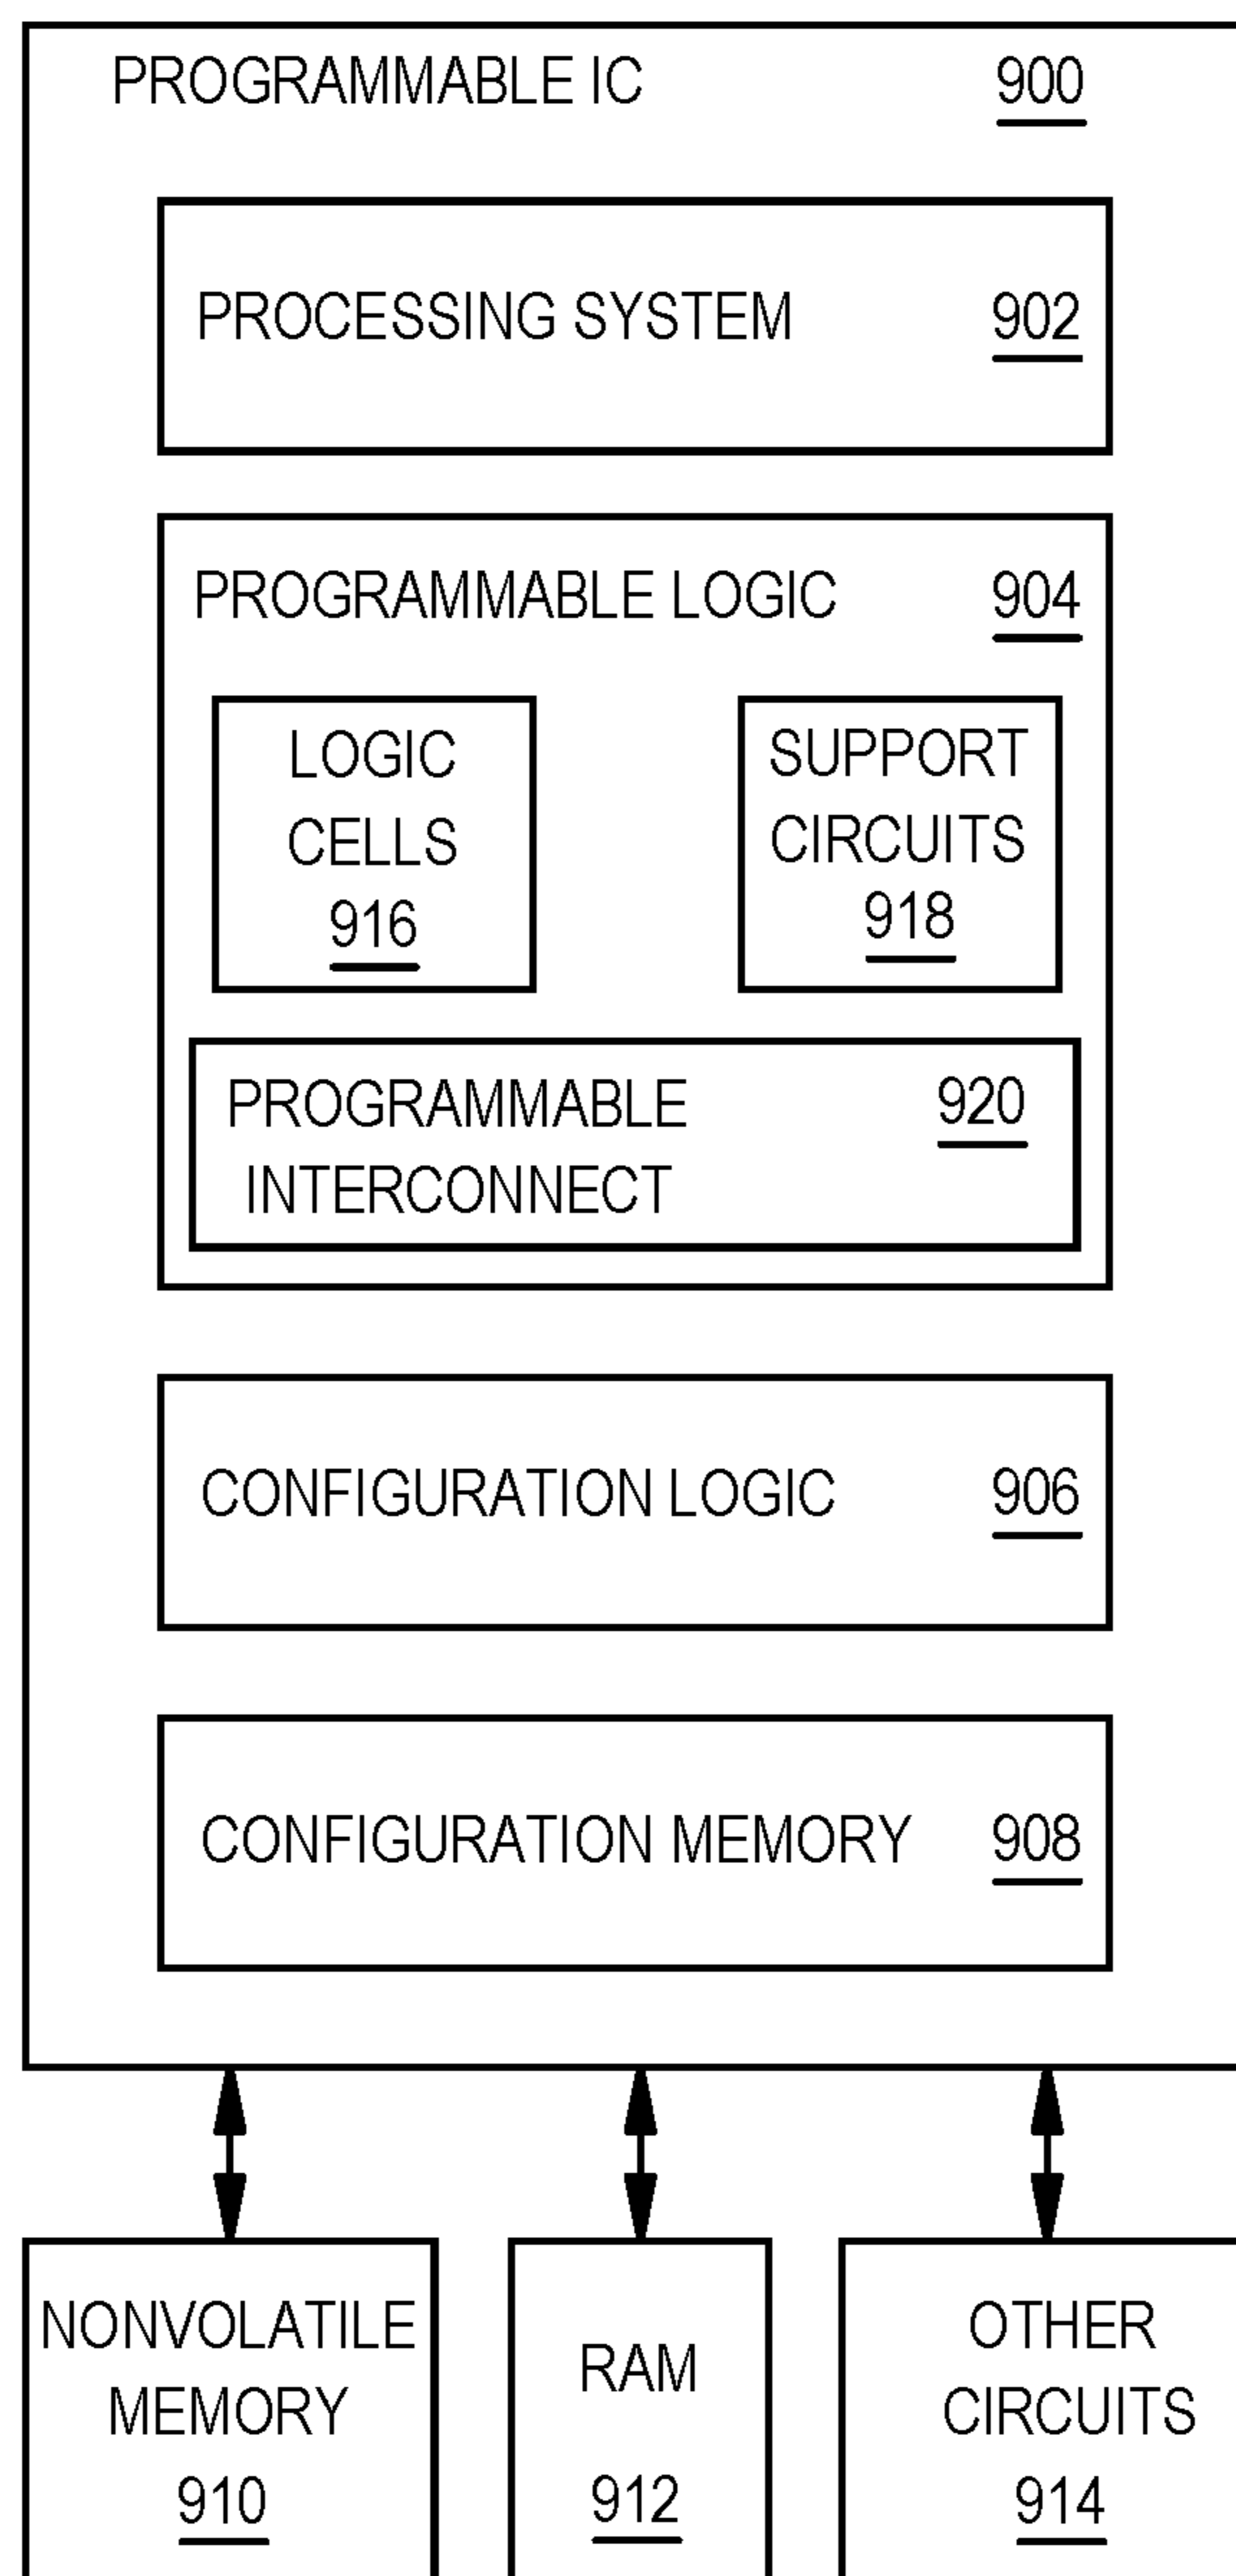 PROGRAMMABLE IC 900
PROCESSING SYSTEM 902
PROGRAMMABLE LOGIC 904
LOGIC
CELLS
916
SUPPORT
CIRCUITS
918
PROGRAMMABLE 920
INTERCONNECT
CONFIGURATION LOGIC 906
CONFIGURATION MEMORY 908
NONVOLATILE
MEMORY
910
RAM
912
OTHER
CIRCUITS
914